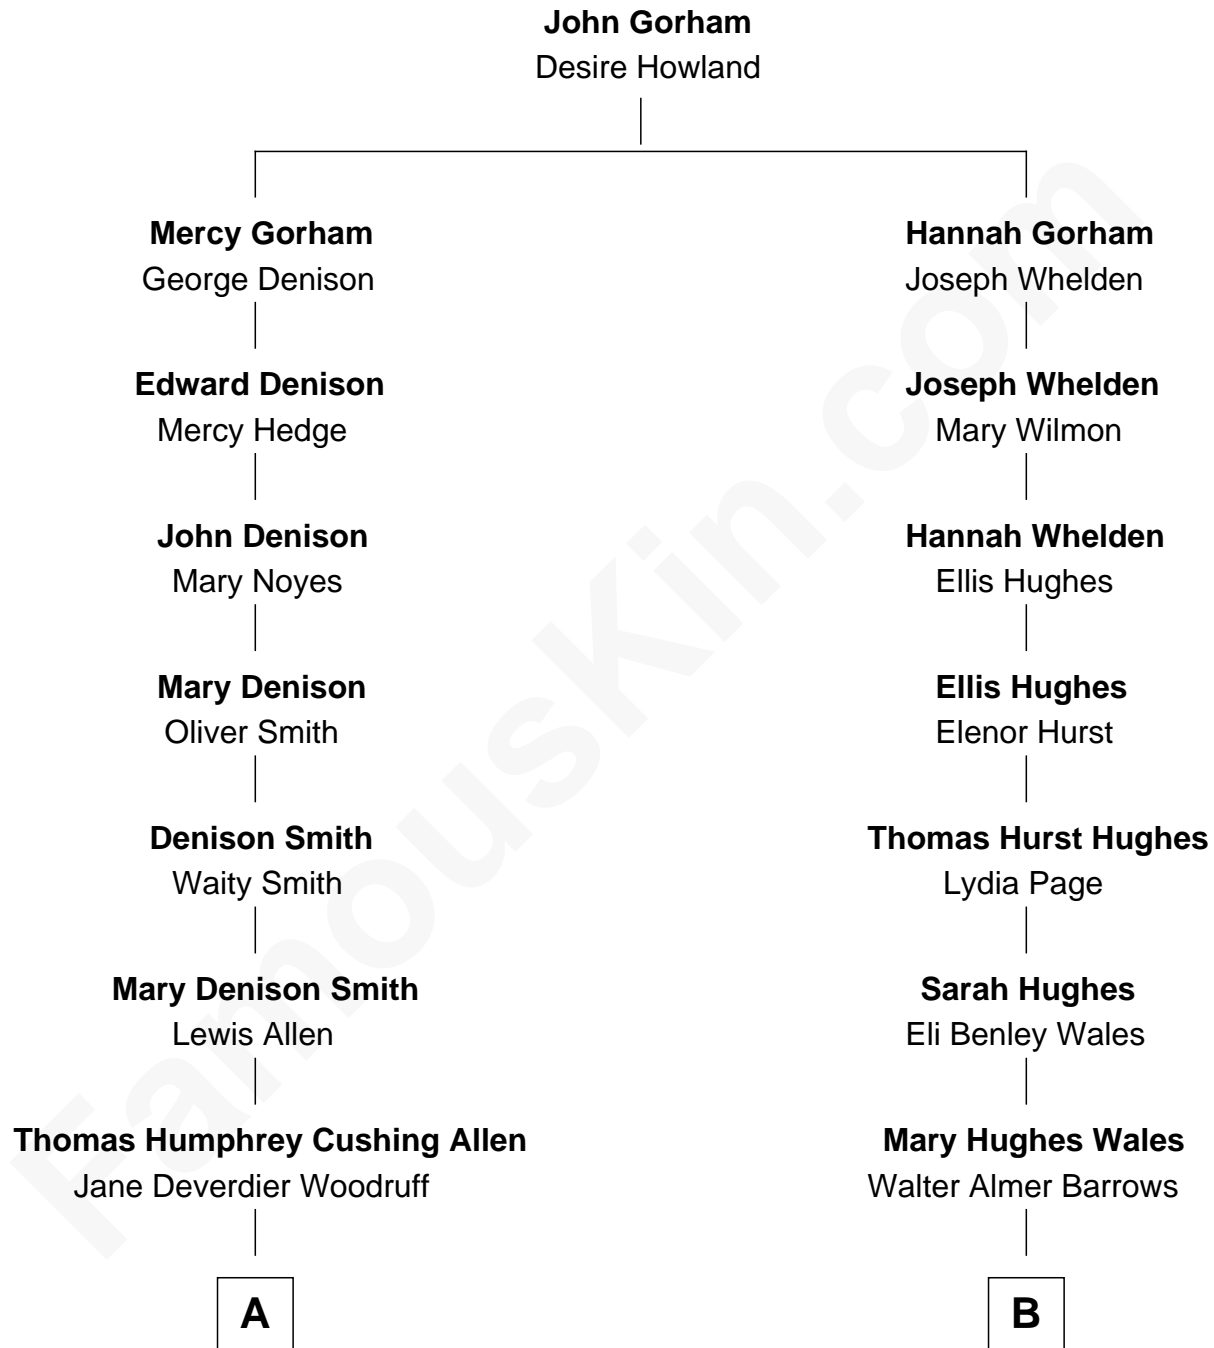 John Gorham
Desire Howland
Mercy Gorham
George Denison
Edward Denison
Mercy Hedge
John Denison
Mary Noyes
Mary Denison
Oliver Smith
Denison Smith
Waity Smith
Mary Denison Smith
Lewis Allen
Thomas Humphrey Cushing Allen
Jane Deverdier Woodruff
A
Hannah Gorham
Joseph Whelden
Joseph Whelden
Mary Wilmon
Hannah Whelden
Ellis Hughes
Ellis Hughes
Elenor Hurst
Thomas Hurst Hughes
Lydia Page
Sarah Hughes
Eli Benley Wales
Mary Hughes Wales
Walter Almer Barrows
B
FamousKin.com